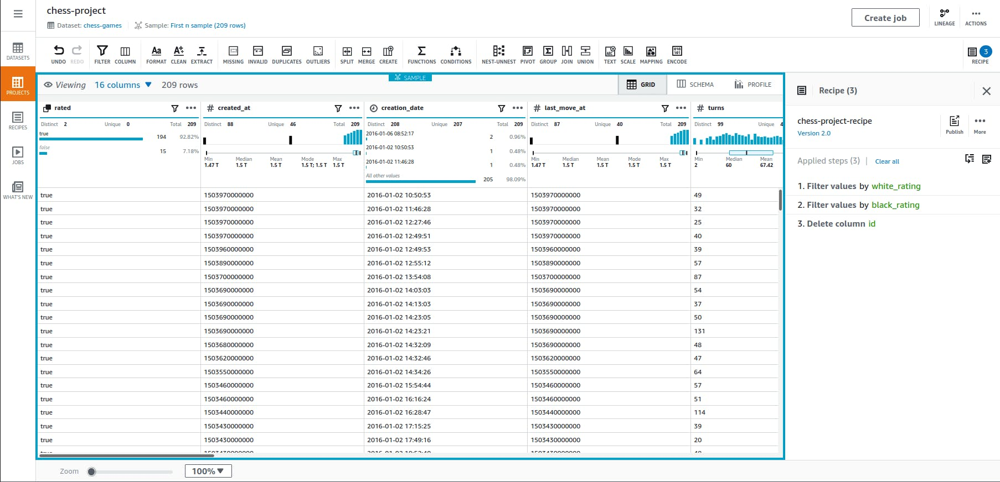 chess-project
Dataset: chess-games
Sample: First n sample (209 rows)
Create job
LINEAGE
ACTIONS
DATASETS
PROJECTS
RECIPES
JOBS
WHAT'S NEW
UNDO REDO FILTER COLUMN FORMAT CLEAN EXTRACT MISSING INVALID DUPLICATES OUTLIERS SPLIT MERGE CREATE FUNCTIONS CONDITIONS NEST-UNNEST PIVOT GROUP JOIN UNION TEXT SCALE MAPPING ENCODE
3
RECIPE
SAMPLE
Viewing 16 columns 209 rows
GRID SCHEMA PROFILE
rated
Distinct 2 Unique 0 Total 209
true 194 92.82%
false 15 7.18%
created_at
Distinct 88 Unique 46 Total 209
Min Median Mean Mode Max
1.47 T 1.5 T 1.5 T 1.5 T; 1.5 T 1.5 T
creation_date
Distinct 208 Unique 207 Total 209
2016-01-06 08:52:17 2 0.96%
2016-01-02 10:50:53 1 0.48%
2016-01-02 11:46:28 1 0.48%
All other values 205 98.09%
last_move_at
Distinct 87 Unique 40 Total 209
Min Median Mean Mode Max
1.47 T 1.5 T 1.5 T 1.5 T 1.5 T
turns
Distinct 99 Unique
Min Median Mean
2 60 67.42
true 1503970000000 2016-01-02 10:50:53 1503970000000 49
true 1503970000000 2016-01-02 11:46:28 1503970000000 32
true 1503970000000 2016-01-02 12:27:46 1503970000000 25
true 1503970000000 2016-01-02 12:49:51 1503970000000 40
true 1503960000000 2016-01-02 12:49:53 1503960000000 39
true 1503890000000 2016-01-02 12:55:12 1503890000000 57
true 1503700000000 2016-01-02 13:54:08 1503700000000 87
true 1503690000000 2016-01-02 14:03:03 1503690000000 54
true 1503690000000 2016-01-02 14:13:03 1503690000000 37
true 1503690000000 2016-01-02 14:23:05 1503690000000 50
true 1503690000000 2016-01-02 14:23:21 1503690000000 131
true 1503680000000 2016-01-02 14:32:09 1503690000000 48
true 1503620000000 2016-01-02 14:32:46 1503620000000 47
true 1503550000000 2016-01-02 14:34:26 1503550000000 64
true 1503460000000 2016-01-02 15:54:44 1503460000000 57
true 1503460000000 2016-01-02 16:16:24 1503460000000 51
true 1503440000000 2016-01-02 16:28:47 1503440000000 114
true 1503430000000 2016-01-02 17:15:25 1503430000000 39
true 1503430000000 2016-01-02 17:49:16 1503430000000 20
Zoom 100%
Recipe (3)
chess-project-recipe
Version 2.0
Publish More
Applied steps (3) Clear all
1. Filter values by white_rating
2. Filter values by black_rating
3. Delete column id